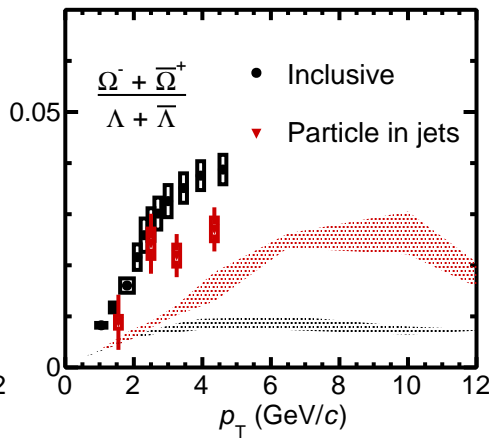 0.05
Ω⁻ + Ω̅⁺
Λ + Λ̅
Inclusive
Particle in jets
0
2
0 2 4 6 8 10 12
p_T (GeV/c)